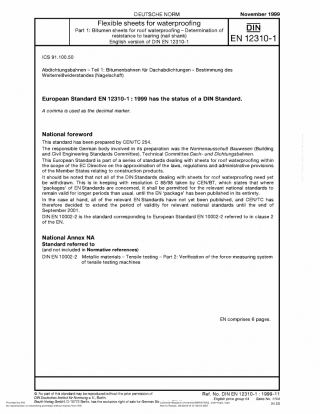 DEUTSCHE NORM
November 1999
Flexible sheets for waterproofing
Part 1: Bitumen sheets for roof waterproofing – Determination of
resistance to tearing (nail shank)
English version of DIN EN 12310-1
DIN
EN 12310-1
ICS 91.100.50
Abdichtungsbahnen – Teil 1: Bitumenbahnen für Dachabdichtungen – Bestimmung des
Weiterreißwiderstandes (Nagelschaft)
European Standard EN 12310-1 : 1999 has the status of a DIN Standard.
A comma is used as the decimal marker.
National foreword
This standard has been prepared by CEN/TC 254.
The responsible German body involved in its preparation was the Normenausschuß Bauwesen (Building
and Civil Engineering Standards Committee), Technical Committee Dach- und Dichtungsbahnen.
This European Standard is part of a series of standards dealing with sheets for roof waterproofing within
the scope of the EC Directive on the approximation of the laws, regulations and administrative provisions
of the Member States relating to construction products.
It should be noted that not all of the DIN Standards dealing with sheets for roof waterproofing need yet
be withdrawn. This is in keeping with resolution C 88/98 taken by CEN/BT, which states that where
'packages' of EN Standards are concerned, it shall be permitted for the relevant national standards to
remain valid for longer periods than usual, until the EN 'package' has been published in its entirety.
In the case at hand, all of the relevant EN Standards have not yet been published, and CEN/TC has
therefore decided to extend the period of validity for relevant national standards until the end of
September 2001.
DIN EN 10002-2 is the standard corresponding to European Standard EN 10002-2 referred to in clause 2
of the EN.
National Annex NA
Standard referred to
(and not included in Normative references)
DIN EN 10002-2 Metallic materials – Tensile testing – Part 2: Verification of the force measuring system
of tensile testing machines
EN comprises 6 pages.
© No part of this standard may be reproduced without the prior permission of
DIN Deutsches Institut für Normung e. V., Berlin.
Beuth Verlag GmbH, D-10772 Berlin, has the exclusive right of sale for German
Ref. No. DIN EN 12310-1 : 1999-11
English price group 04